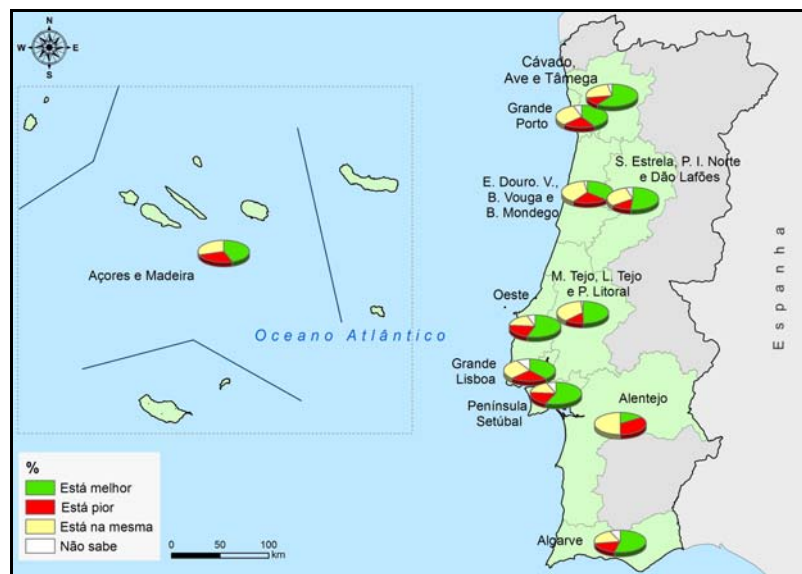 N
W E
S
Cávado,
Ave e Tâmega
Grande
Porto
S. Estrela, P. I. Norte
e Dão Lafões
E. Douro. V.,
B. Vouga e
B. Mondego
Açores e Madeira
M. Tejo, L. Tejo
e P. Litoral
Oeste
Oceano Atlântico
Espanha
Grande
Lisboa
Península
Setúbal
Alentejo
Algarve
%
Está melhor
Está pior
Está na mesma
Não sabe
0 50 100
km